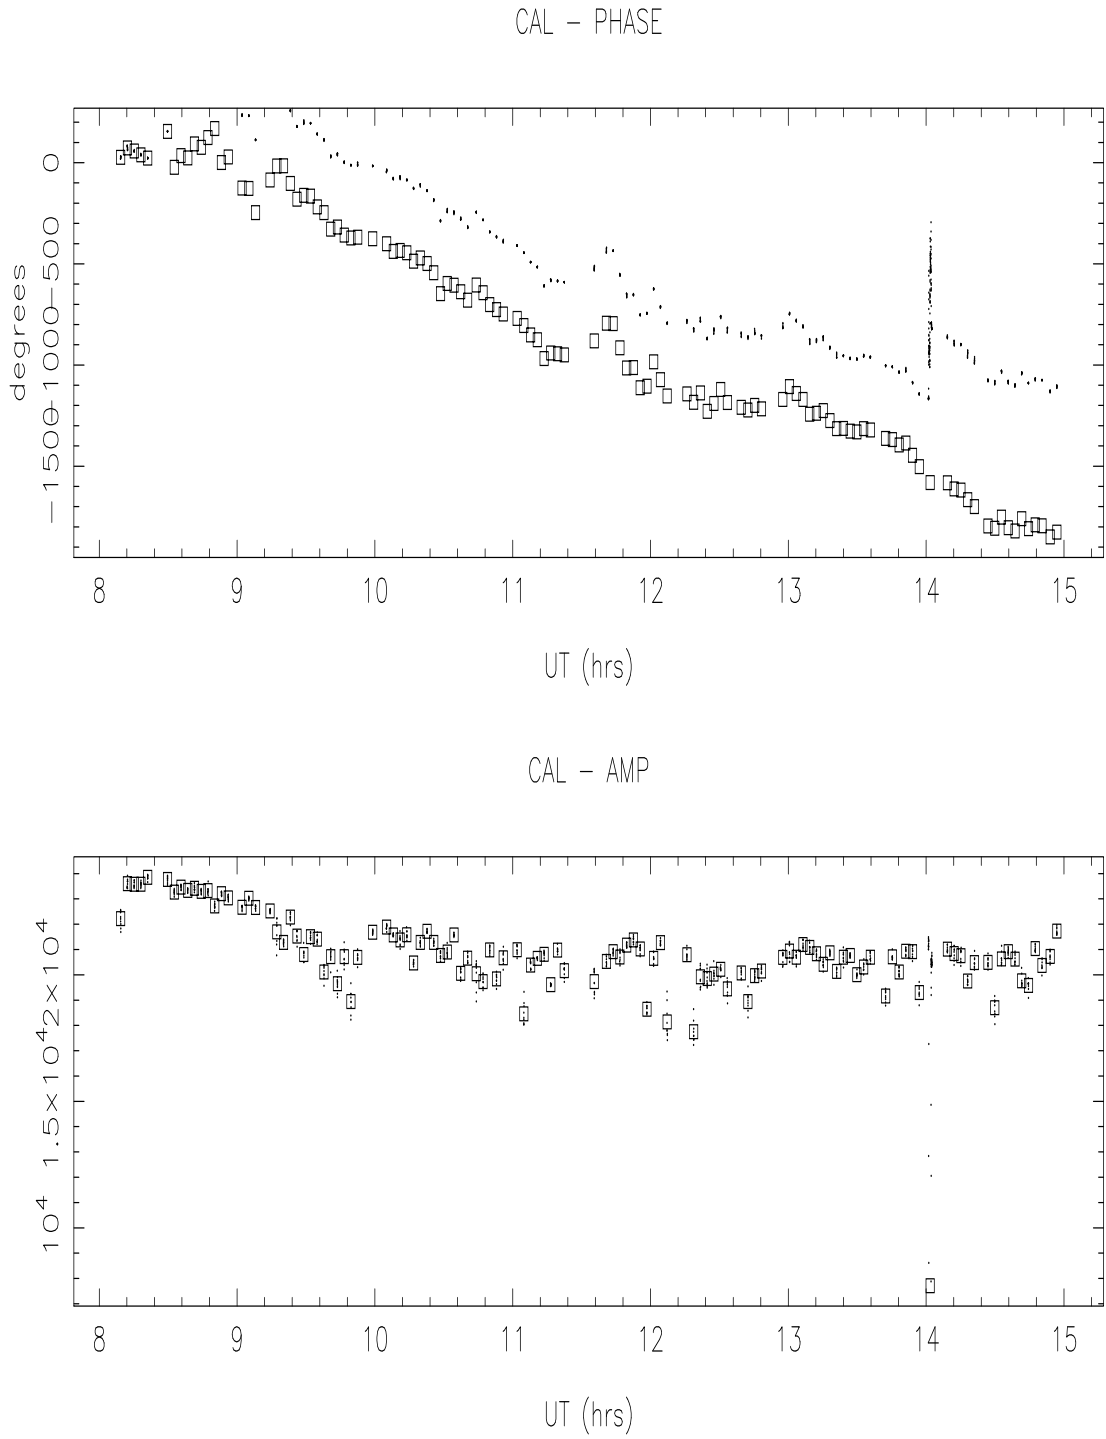 CAL – PHASE
degrees
0
−500
−1000
−1500
8 9 10 11 12 13 14 15
UT (hrs)
CAL – AMP
2×10⁴
1.5×10⁴
10⁴
8 9 10 11 12 13 14 15
UT (hrs)